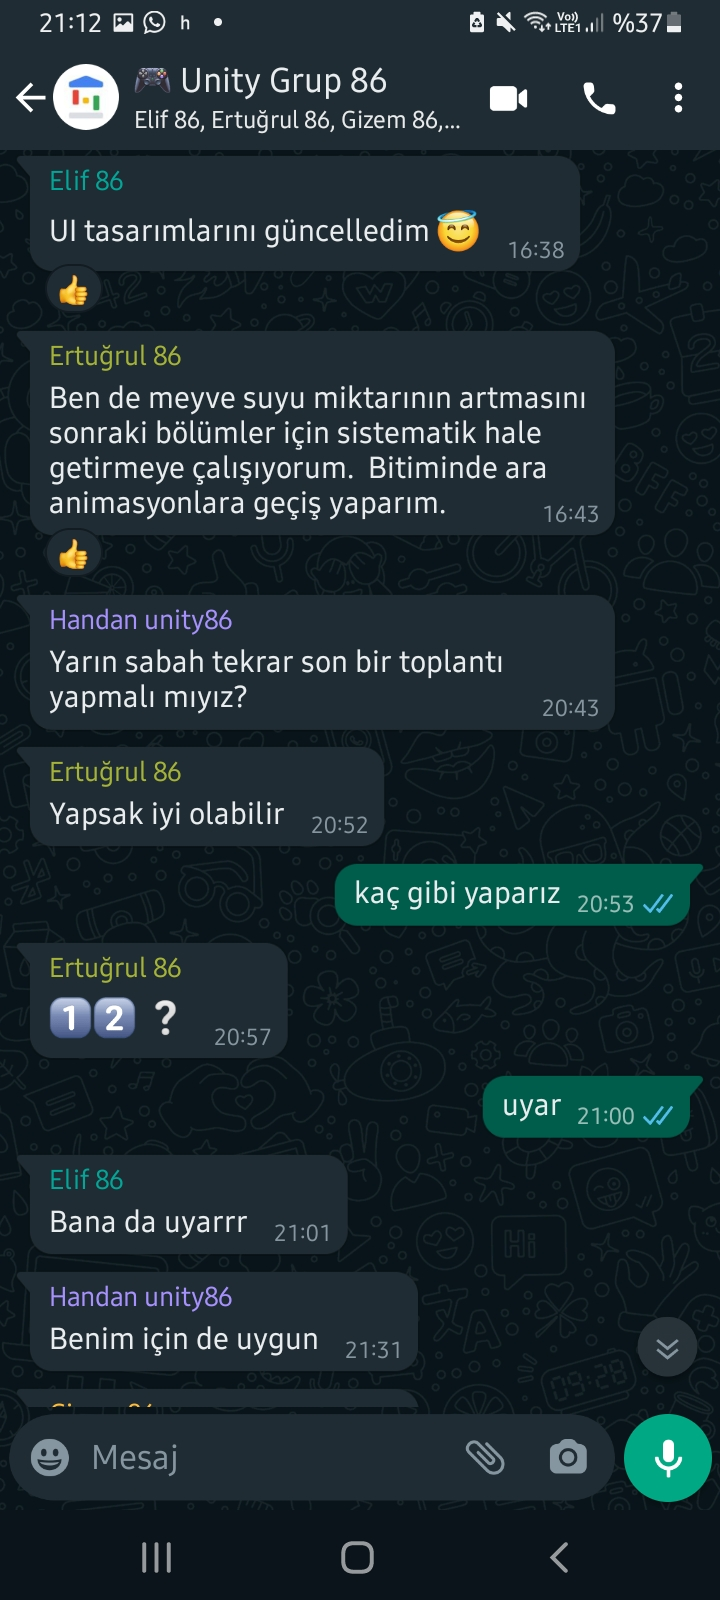 21:12 h %37
Vo)) LTE1
🎮 Unity Grup 86
Elif 86, Ertuğrul 86, Gizem 86,...
Elif 86
UI tasarımlarını güncelledim 😇 16:38
👍
Ertuğrul 86
Ben de meyve suyu miktarının artmasını
sonraki bölümler için sistematik hale
getirmeye çalışıyorum. Bitiminde ara
animasyonlara geçiş yaparım. 16:43
👍
Handan unity86
Yarın sabah tekrar son bir toplantı
yapmalı mıyız? 20:43
Ertuğrul 86
Yapsak iyi olabilir 20:52
kaç gibi yaparız 20:53
Ertuğrul 86
1️⃣2️⃣ ❔ 20:57
uyar 21:00
Elif 86
Bana da uyarrr 21:01
Handan unity86
Benim için de uygun 21:31
Mesaj